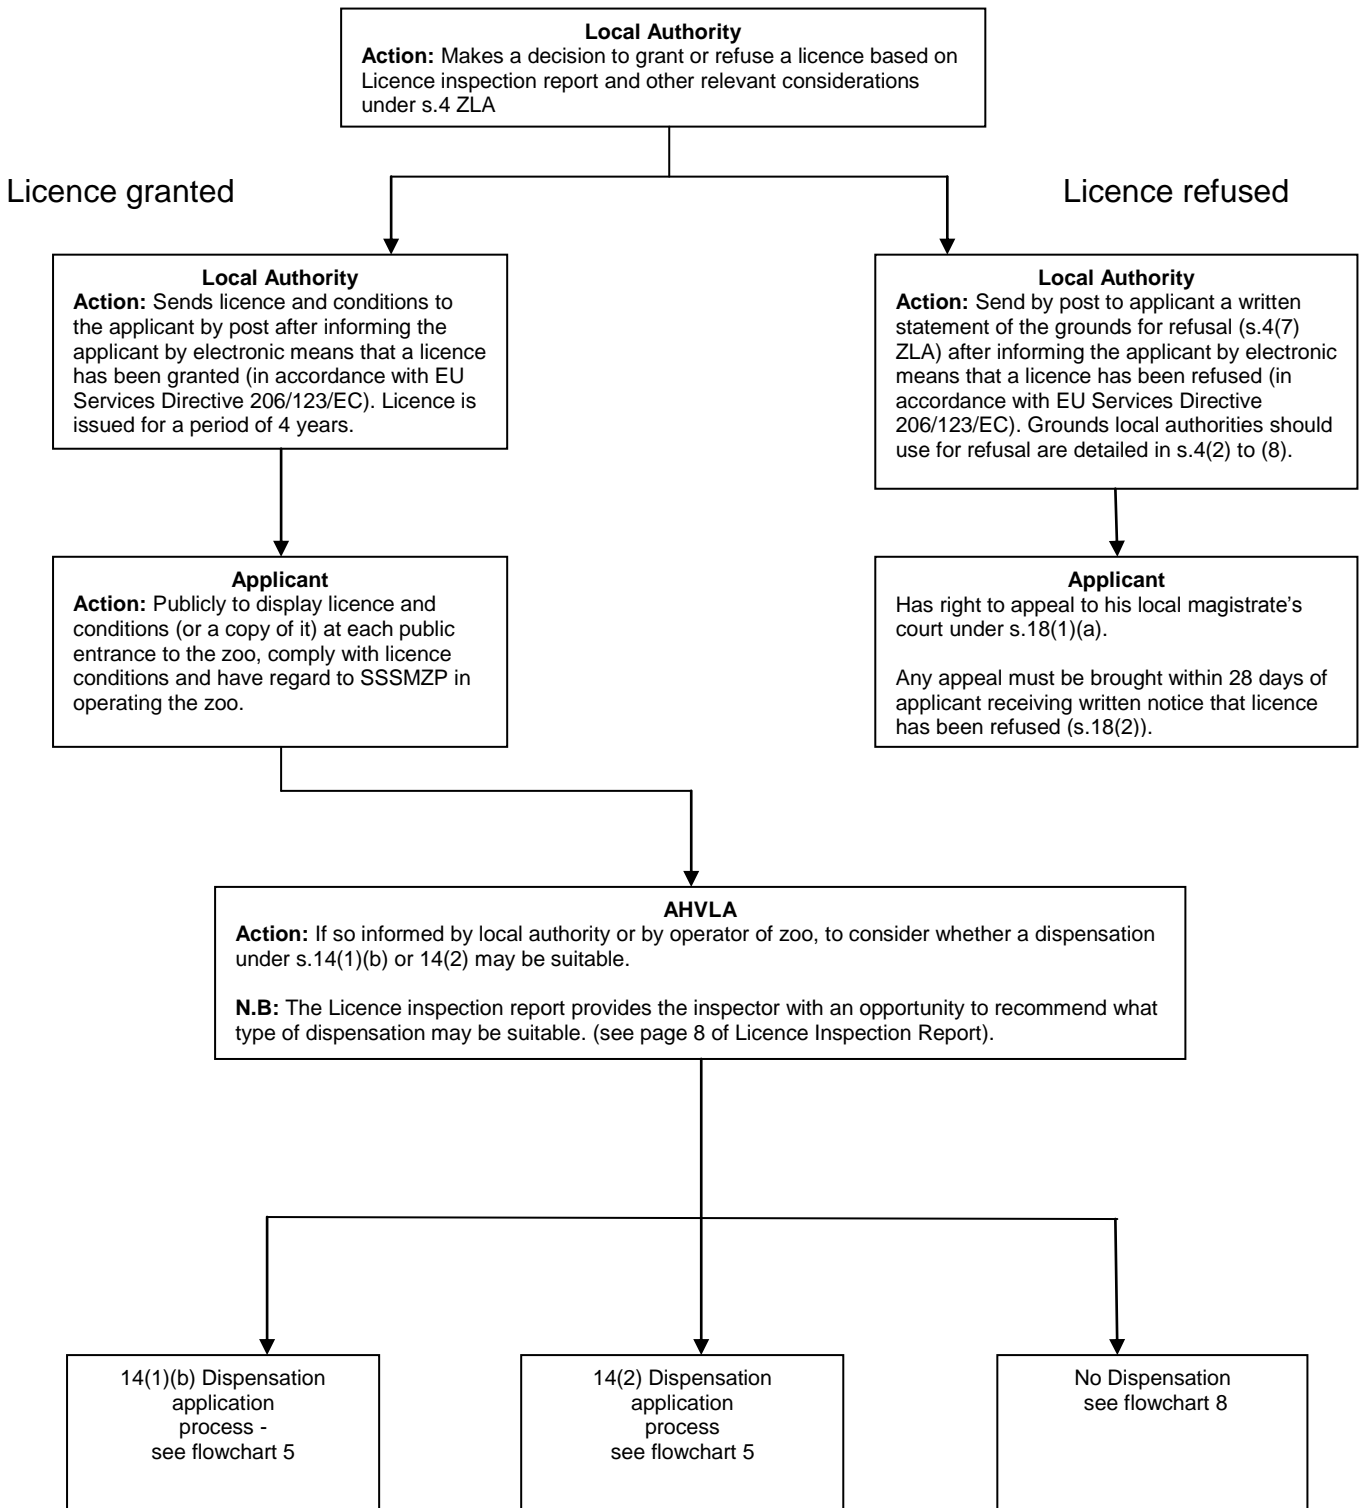 Local Authority
Action: Makes a decision to grant or refuse a licence based on
Licence inspection report and other relevant considerations
under s.4 ZLA
Licence granted
Licence refused
Local Authority
Action: Sends licence and conditions to
the applicant by post after informing the
applicant by electronic means that a licence
has been granted (in accordance with EU
Services Directive 206/123/EC). Licence is
issued for a period of 4 years.
Local Authority
Action: Send by post to applicant a written
statement of the grounds for refusal (s.4(7)
ZLA) after informing the applicant by electronic
means that a licence has been refused (in
accordance with EU Services Directive
206/123/EC). Grounds local authorities should
use for refusal are detailed in s.4(2) to (8).
Applicant
Action: Publicly to display licence and
conditions (or a copy of it) at each public
entrance to the zoo, comply with licence
conditions and have regard to SSSMZP in
operating the zoo.
Applicant
Has right to appeal to his local magistrate's
court under s.18(1)(a).
Any appeal must be brought within 28 days of
applicant receiving written notice that licence
has been refused (s.18(2)).
AHVLA
Action: If so informed by local authority or by operator of zoo, to consider whether a dispensation
under s.14(1)(b) or 14(2) may be suitable.
N.B: The Licence inspection report provides the inspector with an opportunity to recommend what
type of dispensation may be suitable. (see page 8 of Licence Inspection Report).
14(1)(b) Dispensation
application
process -
see flowchart 5
14(2) Dispensation
application
process
see flowchart 5
No Dispensation
see flowchart 8